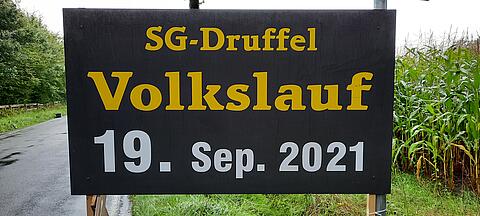 SG-Druffel
Volkslauf
19. Sep. 2021